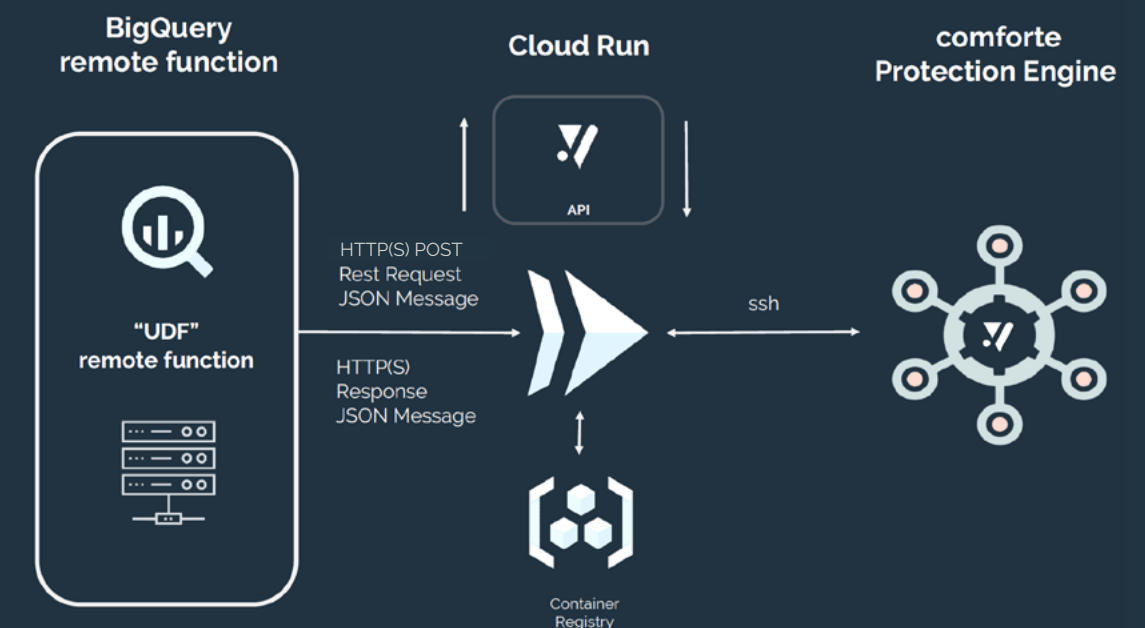 BigQuery
remote function
Cloud Run
comforte
Protection Engine
API
HTTP(S) POST
Rest Request
JSON Message
ssh
“UDF”
remote function
HTTP(S)
Response
JSON Message
Container
Registry